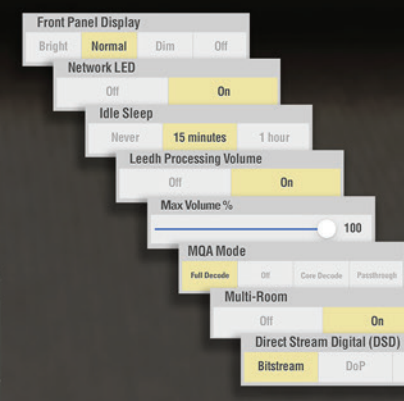 Front Panel Display
Bright Normal Dim Off
Network LED
Off On
Idle Sleep
Never 15 minutes 1 hour
Leedh Processing Volume
Off On
Max Volume %
100
MQA Mode
Full Decode Off Core Decode Passthrough
Multi-Room
Off On
Direct Stream Digital (DSD)
Bitstream DoP